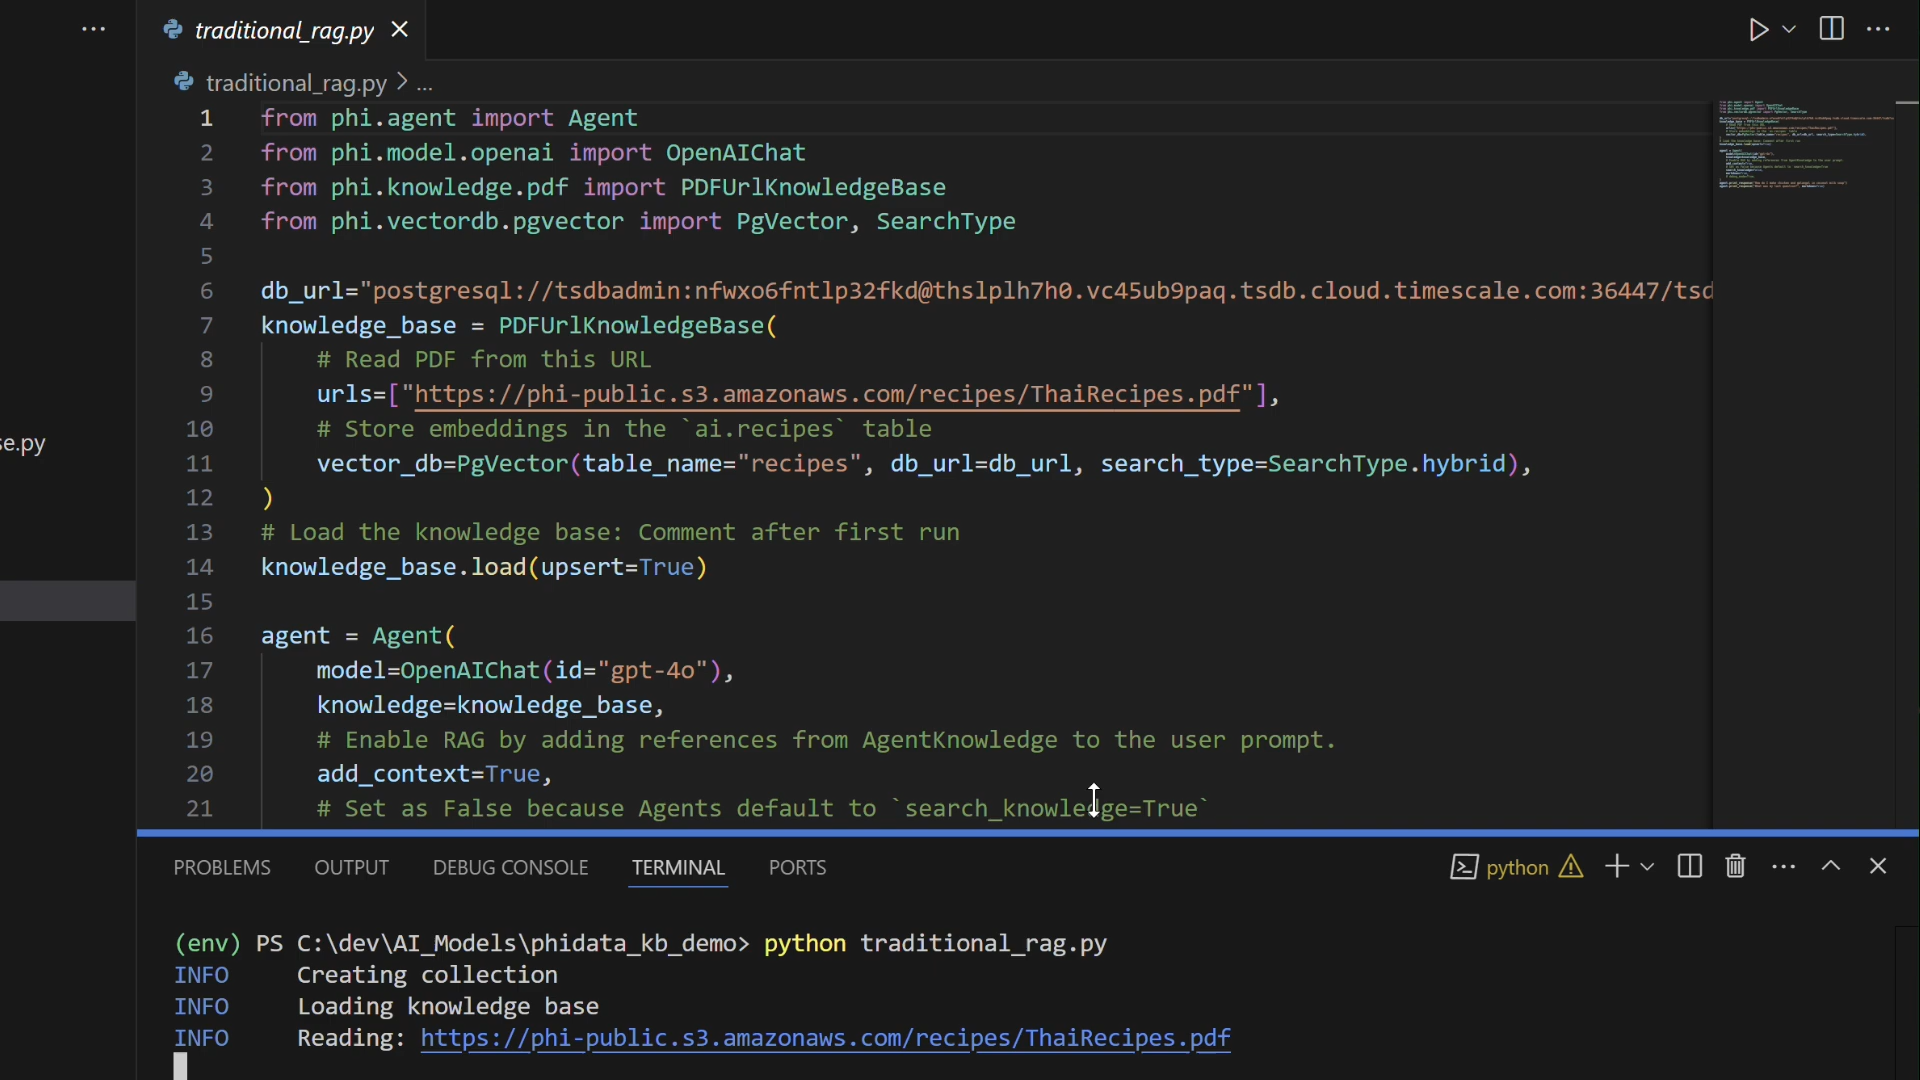 traditional_rag.py
traditional_rag.py > ...
se.py
1 from phi.agent import Agent
2 from phi.model.openai import OpenAIChat
3 from phi.knowledge.pdf import PDFUrlKnowledgeBase
4 from phi.vectordb.pgvector import PgVector, SearchType
5
6 db_url="postgresql://tsdbadmin:nfwxo6fntlp32fkd@thslplh7h0.vc45ub9paq.tsdb.cloud.timescale.com:36447/tsd
7 knowledge_base = PDFUrlKnowledgeBase(
8 # Read PDF from this URL
9 urls=["https://phi-public.s3.amazonaws.com/recipes/ThaiRecipes.pdf"],
10 # Store embeddings in the `ai.recipes` table
11 vector_db=PgVector(table_name="recipes", db_url=db_url, search_type=SearchType.hybrid),
12 )
13 # Load the knowledge base: Comment after first run
14 knowledge_base.load(upsert=True)
15
16 agent = Agent(
17 model=OpenAIChat(id="gpt-4o"),
18 knowledge=knowledge_base,
19 # Enable RAG by adding references from AgentKnowledge to the user prompt.
20 add_context=True,
21 # Set as False because Agents default to `search_knowledge=True`
PROBLEMS OUTPUT DEBUG CONSOLE TERMINAL PORTS python
(env) PS C:\dev\AI_Models\phidata_kb_demo> python traditional_rag.py
INFO Creating collection
INFO Loading knowledge base
INFO Reading: https://phi-public.s3.amazonaws.com/recipes/ThaiRecipes.pdf